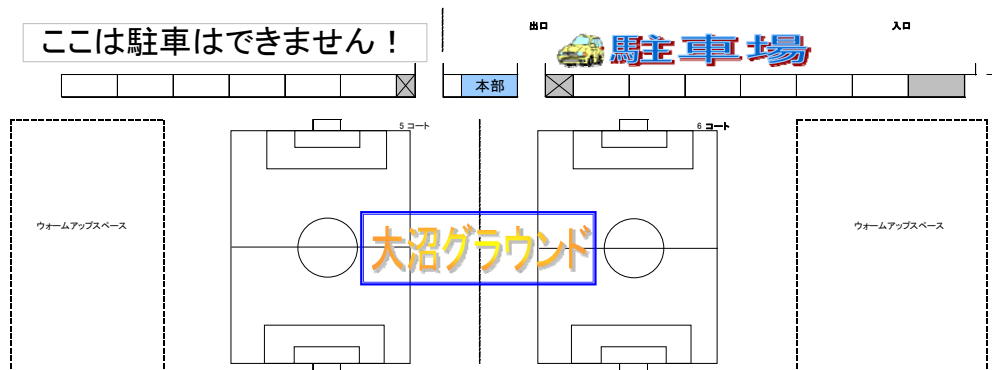 出口
入口
ここは駐車はできません！
駐車場
本部
5 コート
6 コート
ウォームアップスペース
ウォームアップスペース
大沼グラウンド